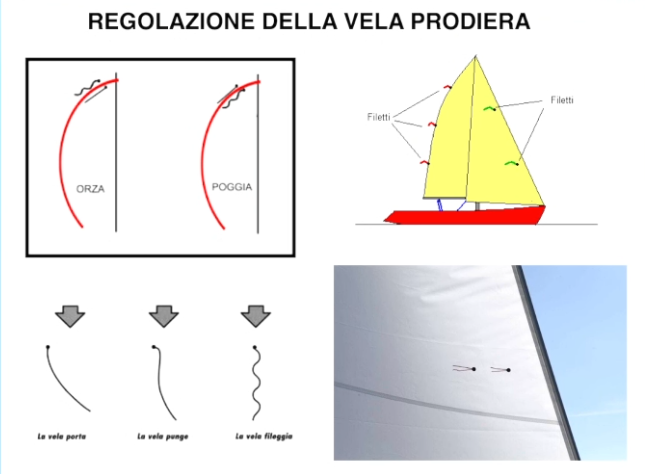 REGOLAZIONE DELLA VELA PRODIERA
ORZA
POGGIA
Filetti
Filetti
La vela porta
La vela punge
La vela fileggia